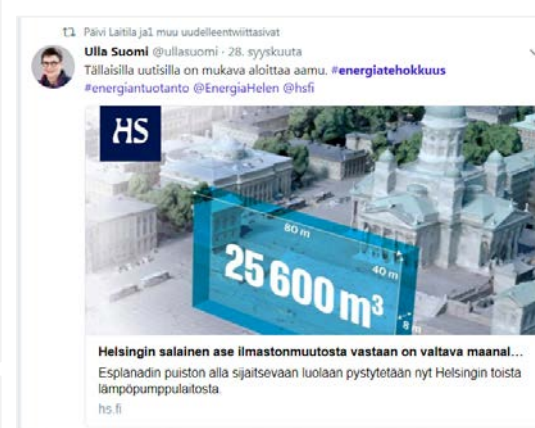 Päivi Laitila ja1 muu uudelleentwiittasivat
Ulla Suomi @ullasuomi · 28. syyskuuta
Tällaisilla uutisilla on mukava aloittaa aamu. #energiatehokkuus
#energiantuotanto @EnergiaHelen @hsfi
HS
80 m
40 m
25 600 m³
8 m
Helsingin salainen ase ilmastonmuutosta vastaan on valtava maanal...
Esplanadin puiston alla sijaitsevaan luolaan pystytetään nyt Helsingin toista
lämpöpumppulaitosta.
hs.fi